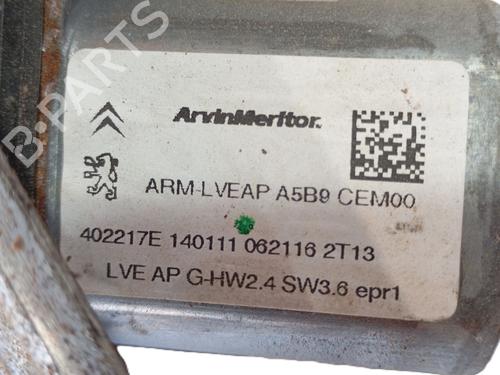 B-PARTS
ArvinMeritor.
ARM-LVEAP A5B9 CEM00
402217E 140111 062116 2T13
LVE AP G-HW2.4 SW3.6 epr1